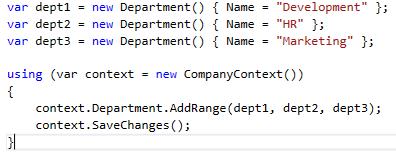 var dept1 = new Department() { Name = "Development" };
var dept2 = new Department() { Name = "HR" };
var dept3 = new Department() { Name = "Marketing" };

using (var context = new CompanyContext())
{
    context.Department.AddRange(dept1, dept2, dept3);
    context.SaveChanges();
}